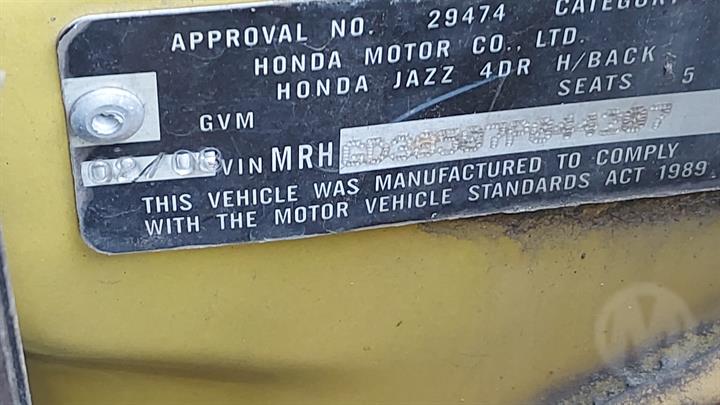 APPROVAL NO. 29474 CATEGORY
HONDA MOTOR CO., LTD.
HONDA JAZZ 4DR H/BACK
SEATS 5
GVM
08/08 VIN MRH
THIS VEHICLE WAS MANUFACTURED TO COMPLY
WITH THE MOTOR VEHICLE STANDARDS ACT 1989
M